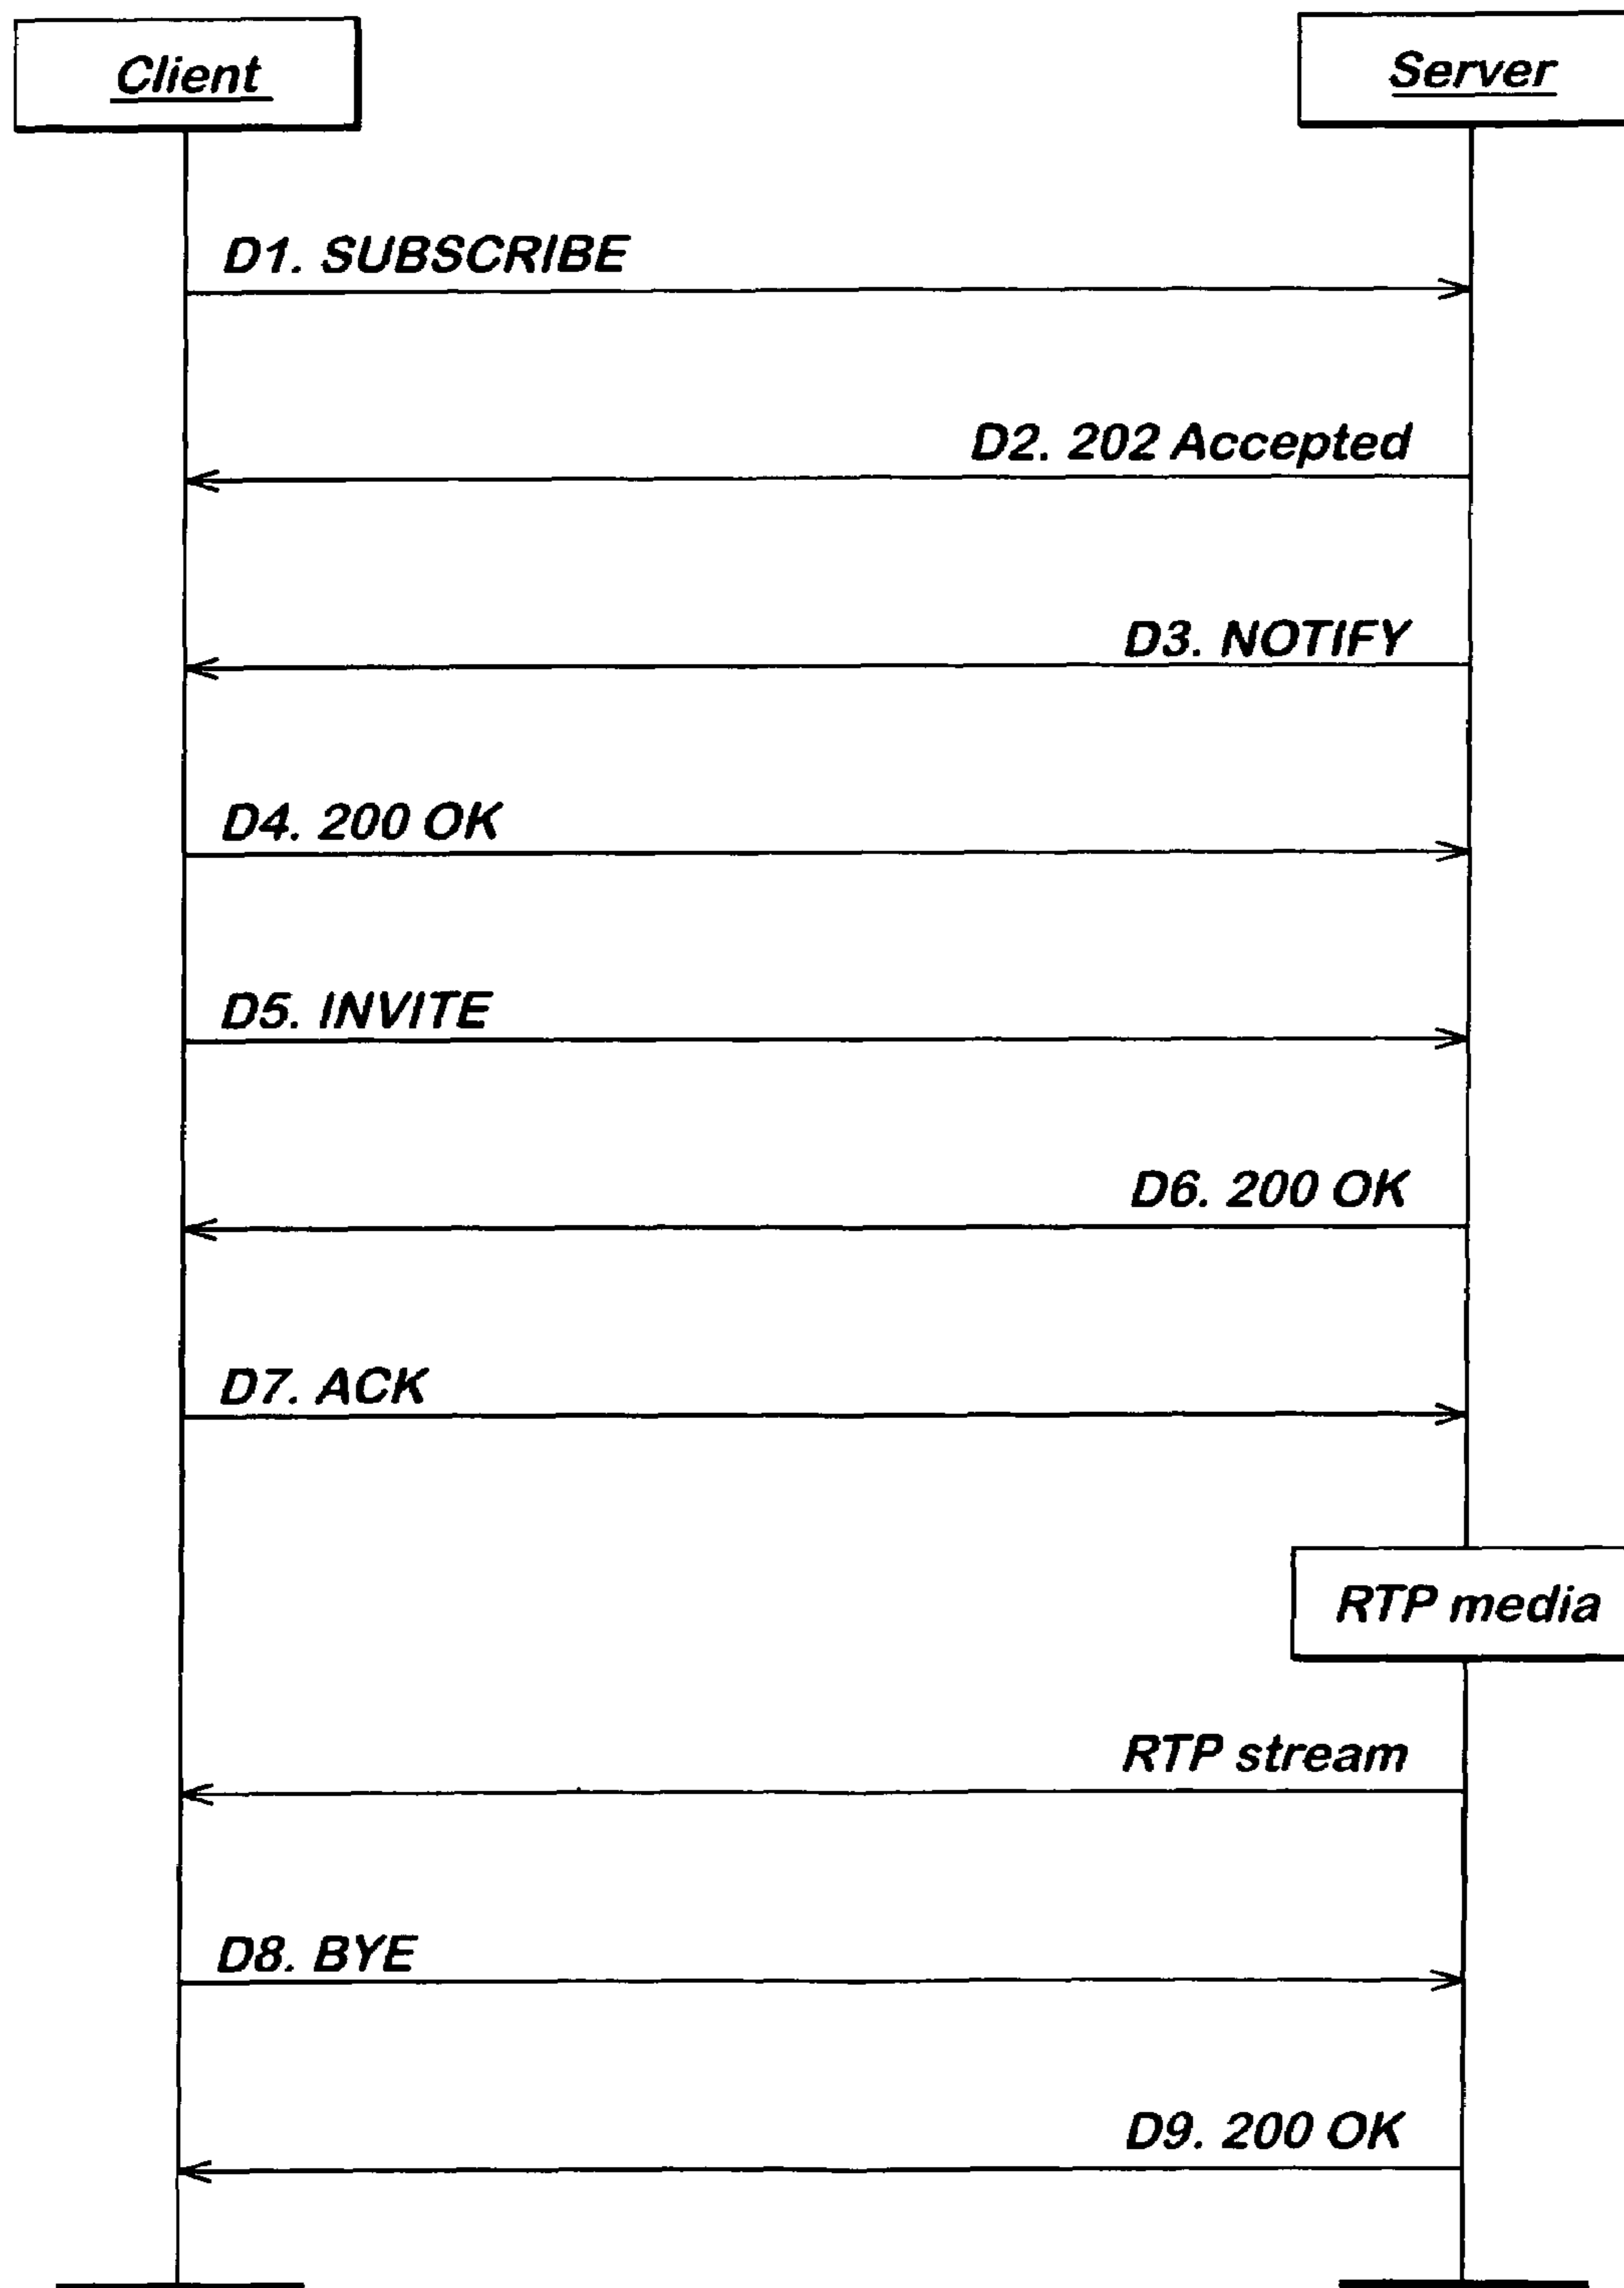 Client
Server
D1. SUBSCRIBE
D2. 202 Accepted
D3. NOTIFY
D4. 200 OK
D5. INVITE
D6. 200 OK
D7. ACK
RTP media
RTP stream
D8. BYE
D9. 200 OK